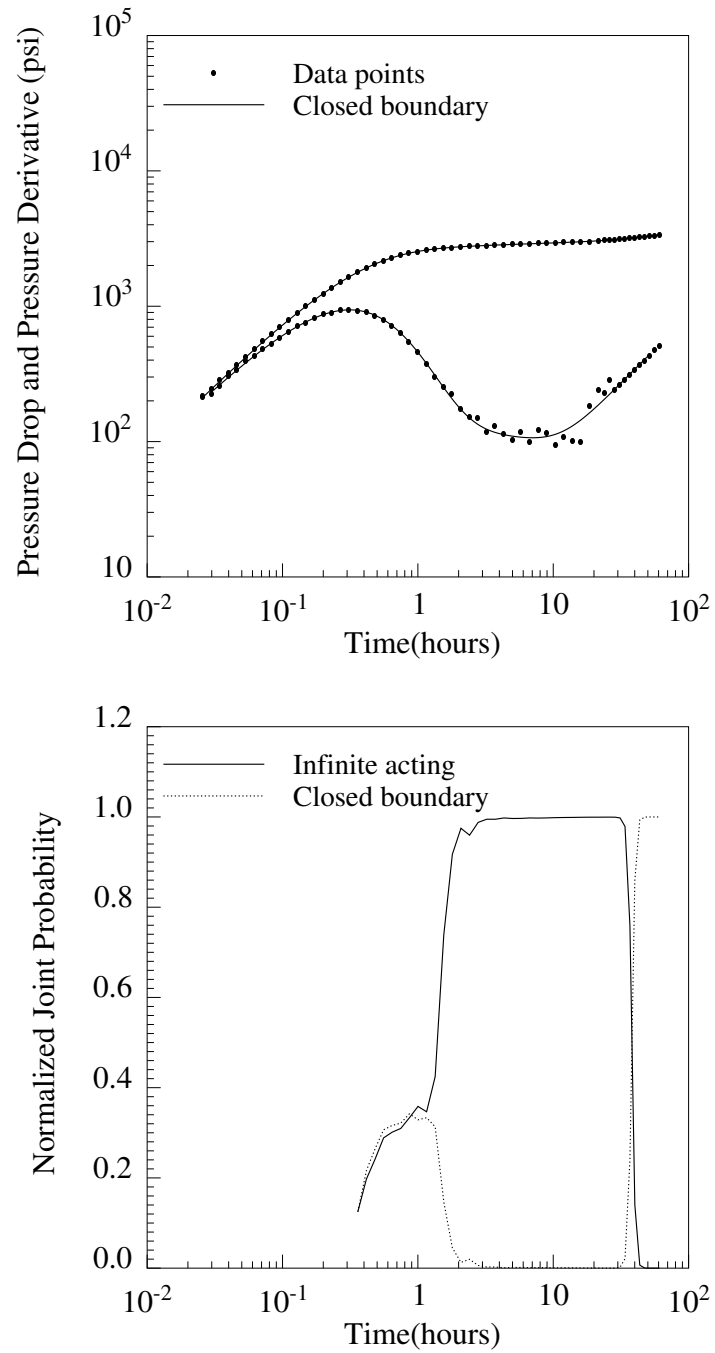 Pressure Drop and Pressure Derivative (psi)
10^5
10^4
10^3
10^2
10
Data points
Closed boundary
10^-2
10^-1
1
10
10^2
Time(hours)
Normalized Joint Probability
1.2
1.0
0.8
0.6
0.4
0.2
0.0
Infinite acting
Closed boundary
10^-2
10^-1
1
10
10^2
Time(hours)